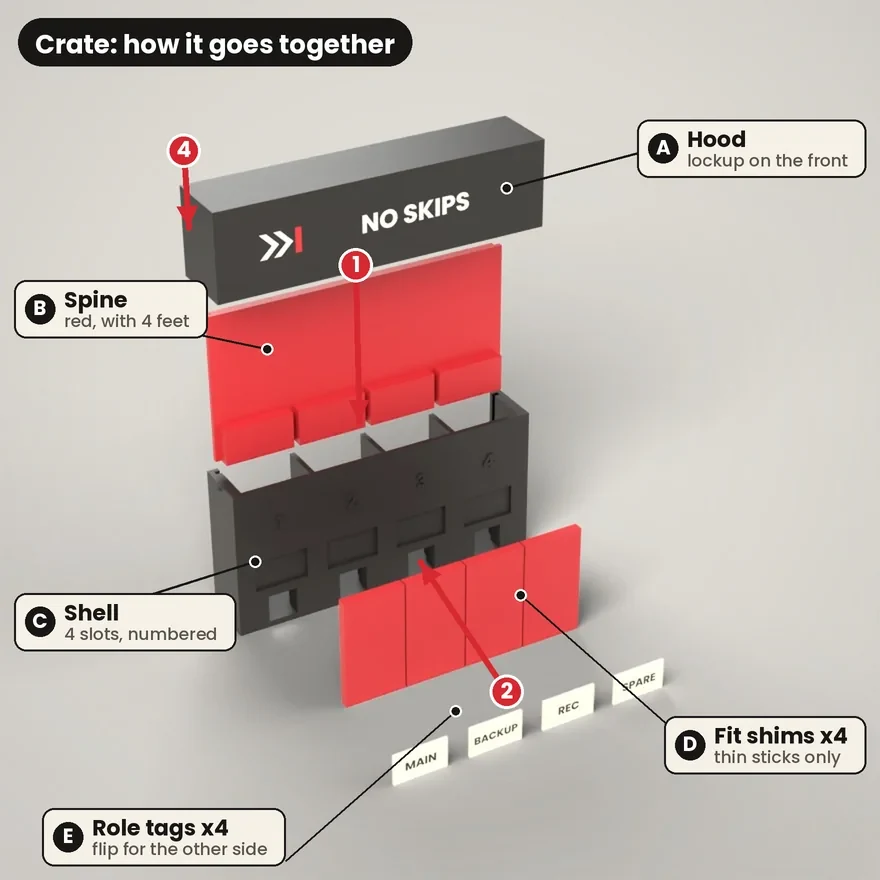 Crate: how it goes together
4
A
Hood
lockup on the front
NO SKIPS
1
B
Spine
red, with 4 feet
3
4
C
Shell
4 slots, numbered
2
SPARE
REC
BACKUP
MAIN
D
Fit shims x4
thin sticks only
E
Role tags x4
flip for the other side